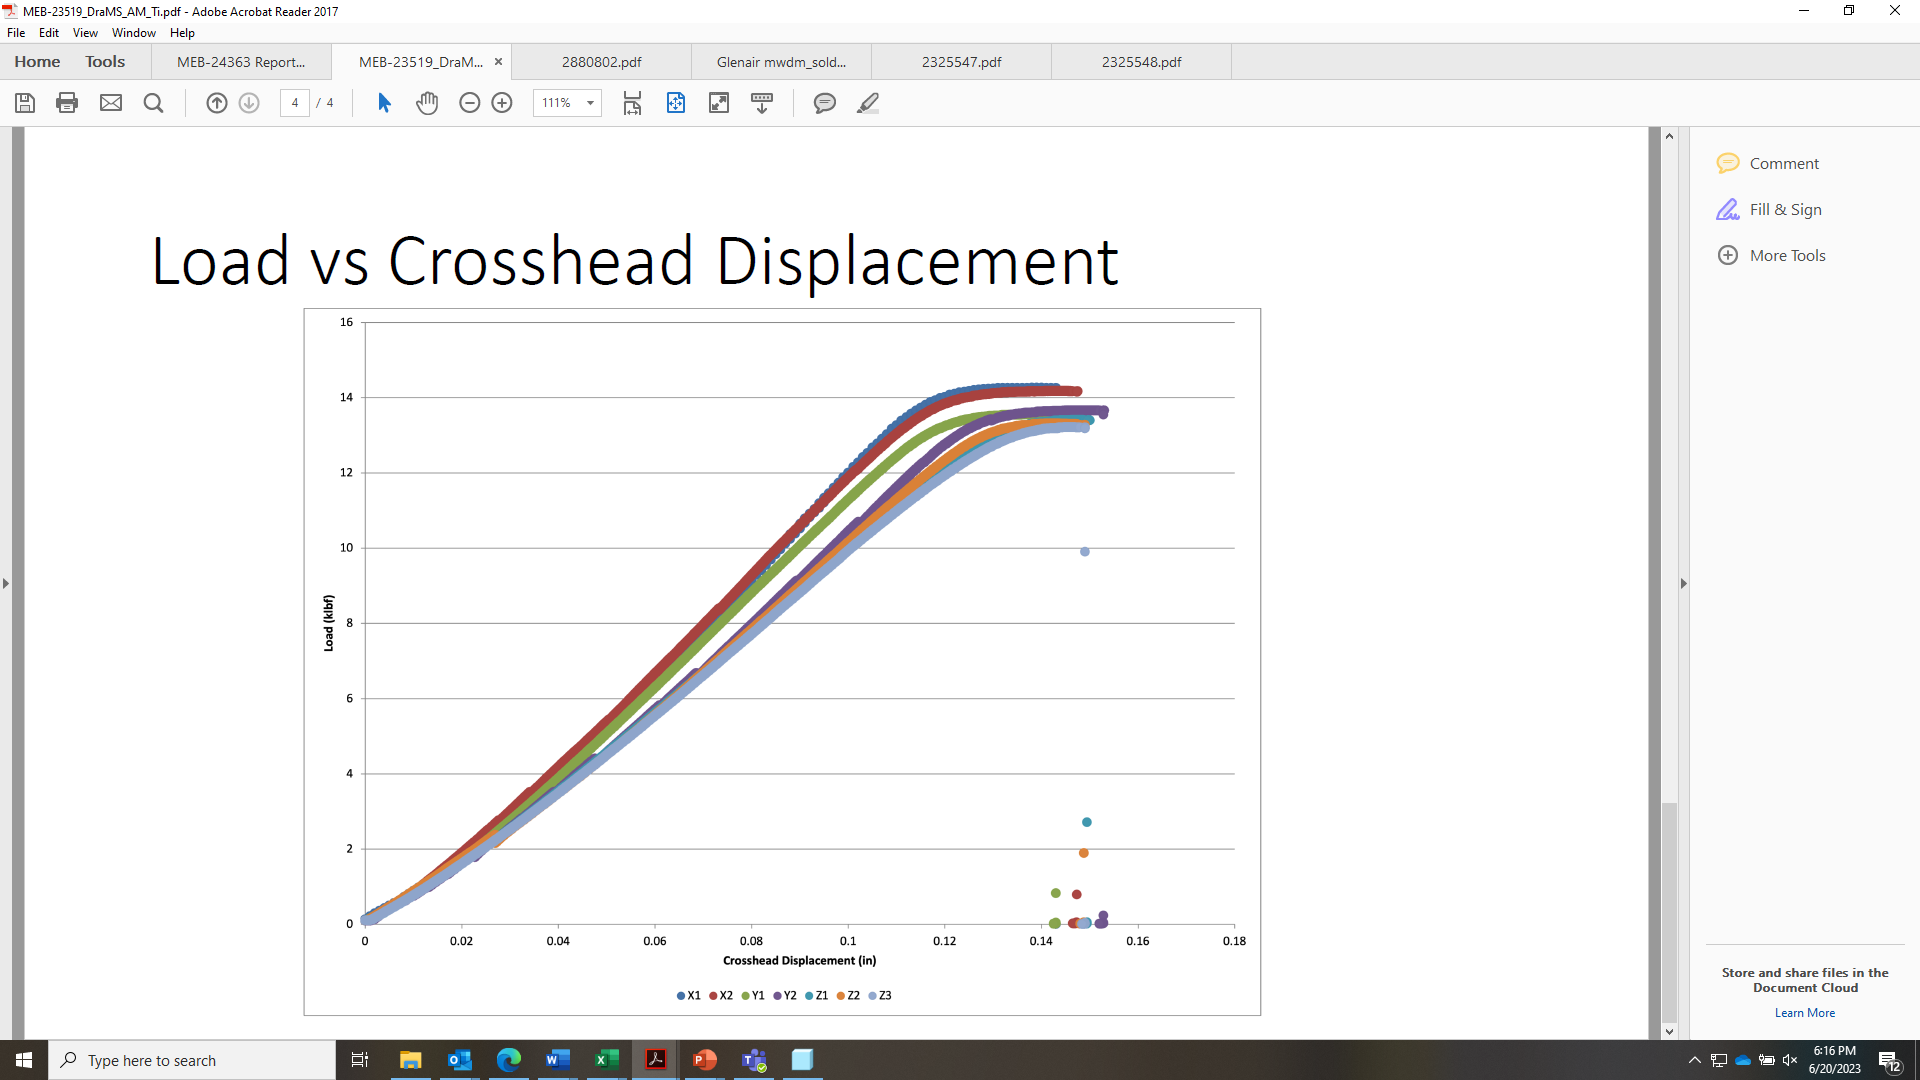 MEB-23519_DraMS_AM_Ti.pdf - Adobe Acrobat Reader 2017
File Edit View Window Help
Home Tools MEB-24363 Report... MEB-23519_DraM... × 2880802.pdf Glenair mwdm_sold... 2325547.pdf 2325548.pdf
4 / 4 111%
Comment
Fill & Sign
More Tools
Load vs Crosshead Displacement
16
14
12
10
8
6
4
2
0
Load (klbf)
0 0.02 0.04 0.06 0.08 0.1 0.12 0.14 0.16 0.18
Crosshead Displacement (in)
X1 X2 Y1 Y2 Z1 Z2 Z3
Store and share files in the
Document Cloud
Learn More
Type here to search
6:16 PM
6/20/2023
12